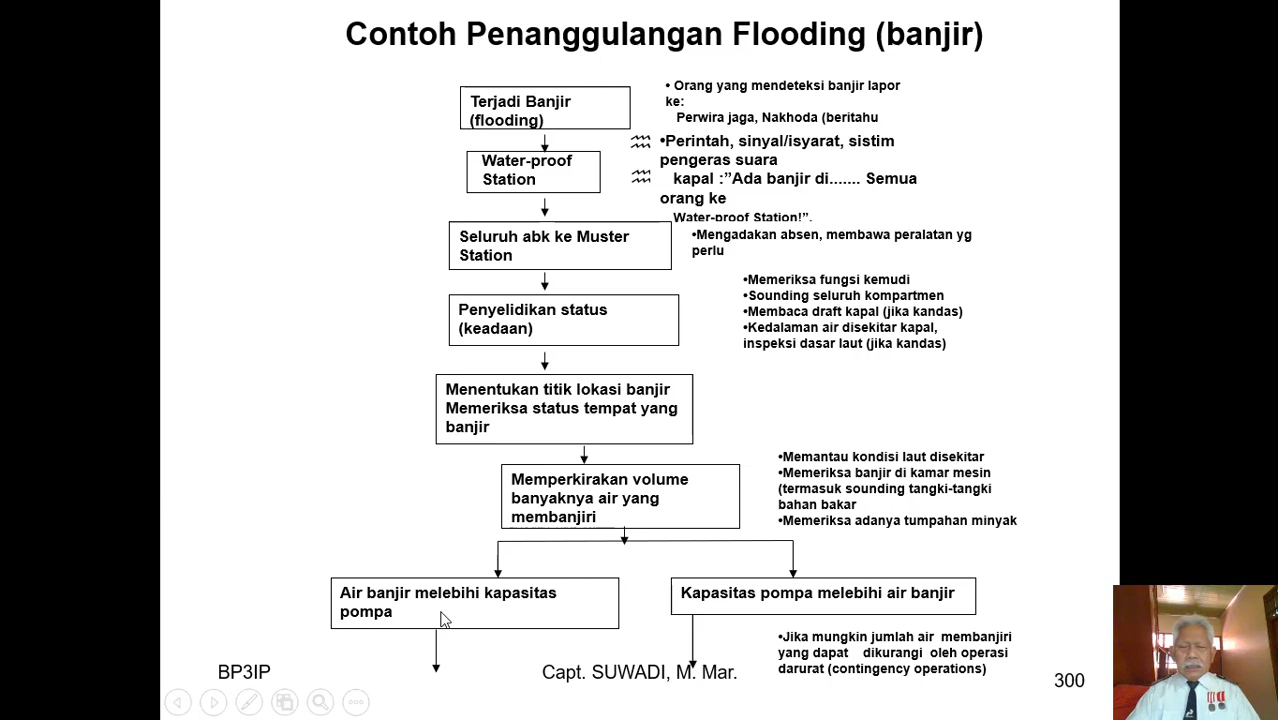 Contoh Penanggulangan Flooding (banjir)
Terjadi Banjir
(flooding)
• Orang yang mendeteksi banjir lapor
ke:
Perwira jaga, Nakhoda (beritahu
Water-proof
Station
•Perintah, sinyal/isyarat, sistim
pengeras suara
kapal :”Ada banjir di....... Semua
orang ke
Water-proof Station!”.
Seluruh abk ke Muster
Station
•Mengadakan absen, membawa peralatan yg
perlu
Penyelidikan status
(keadaan)
•Memeriksa fungsi kemudi
•Sounding seluruh kompartmen
•Membaca draft kapal (jika kandas)
•Kedalaman air disekitar kapal,
inspeksi dasar laut (jika kandas)
Menentukan titik lokasi banjir
Memeriksa status tempat yang
banjir
Memperkirakan volume
banyaknya air yang
membanjiri
•Memantau kondisi laut disekitar
•Memeriksa banjir di kamar mesin
(termasuk sounding tangki-tangki
bahan bakar
•Memeriksa adanya tumpahan minyak
Air banjir melebihi kapasitas
pompa
Kapasitas pompa melebihi air banjir
•Jika mungkin jumlah air membanjiri
yang dapat dikurangi oleh operasi
darurat (contingency operations)
BP3IP
Capt. SUWADI, M. Mar.
300